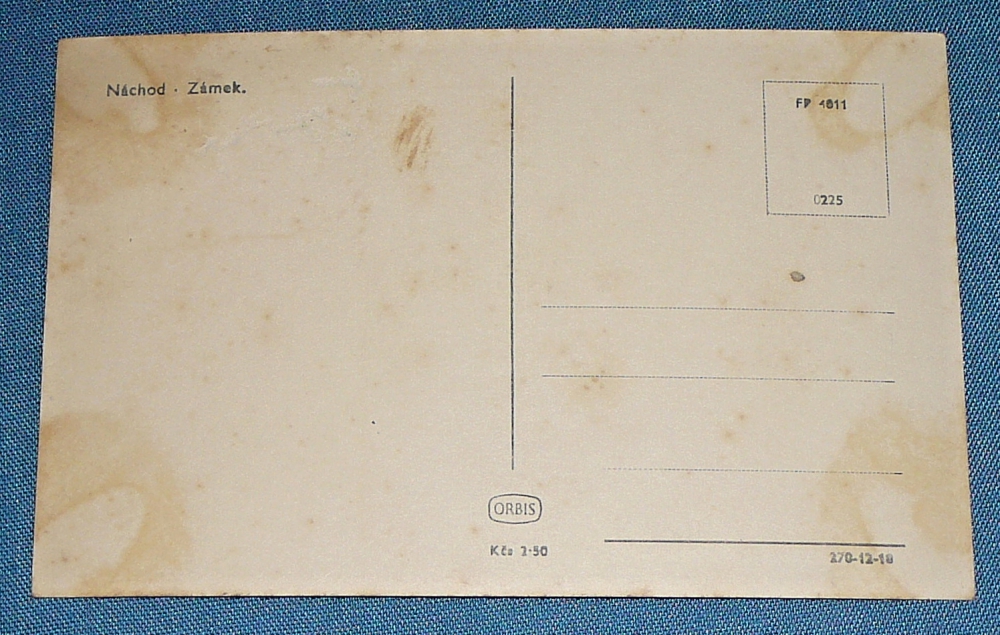 Náchod · Zámek.
FP 4811
0225
ORBIS
Kčs 2·50
270-12-18